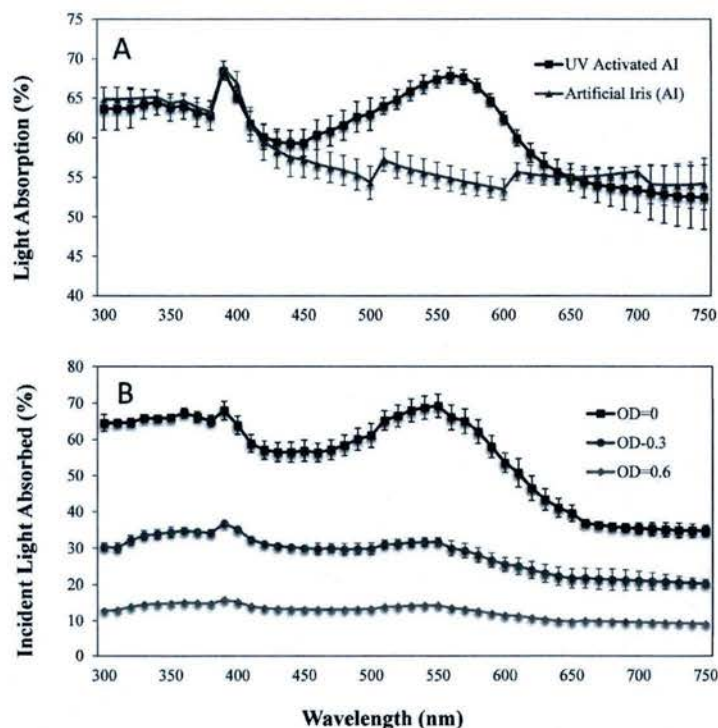 A
UV Activated AI
Artificial Iris (AI)
Light Absorption (%)
75
70
65
60
55
50
45
40
300 350 400 450 500 550 600 650 700 750
B
OD=0
OD-0.3
OD=0.6
Incident Light Absorbed (%)
80
70
60
50
40
30
20
10
0
300 350 400 450 500 550 600 650 700 750
Wavelength (nm)